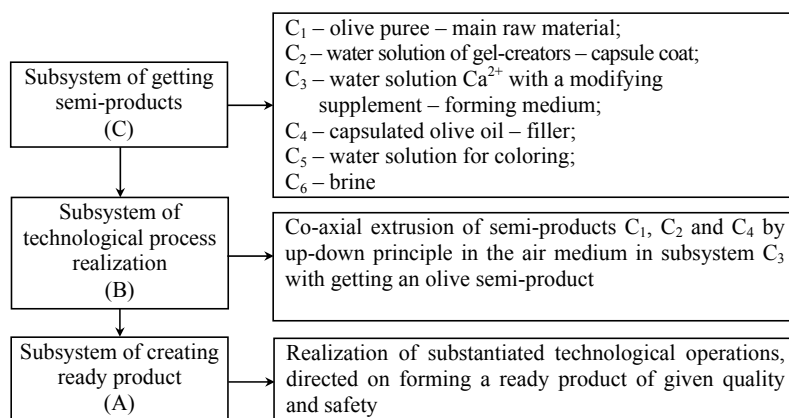 Subsystem of getting
semi-products
(C)
C₁ – olive puree – main raw material;
C₂ – water solution of gel-creators – capsule coat;
C₃ – water solution Ca²⁺ with a modifying
supplement – forming medium;
C₄ – capsulated olive oil – filler;
C₅ – water solution for coloring;
C₆ – brine
Subsystem of
technological process
realization
(B)
Co-axial extrusion of semi-products C₁, C₂ and C₄ by
up-down principle in the air medium in subsystem C₃
with getting an olive semi-product
Subsystem of creating
ready product
(A)
Realization of substantiated technological operations,
directed on forming a ready product of given quality
and safety